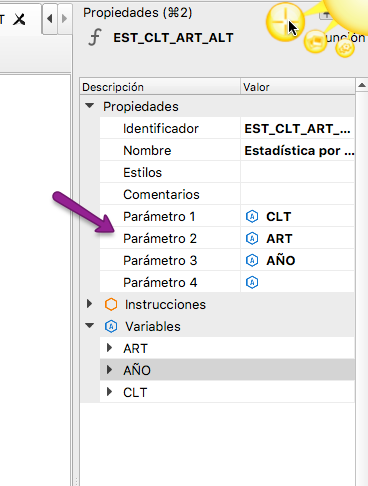 Propiedades (⌘2)
EST_CLT_ART_ALT
unción
Descripción Valor
Propiedades
Identificador EST_CLT_ART_...
Nombre Estadística por ...
Estilos
Comentarios
Parámetro 1 CLT
Parámetro 2 ART
Parámetro 3 AÑO
Parámetro 4
Instrucciones
Variables
ART
AÑO
CLT